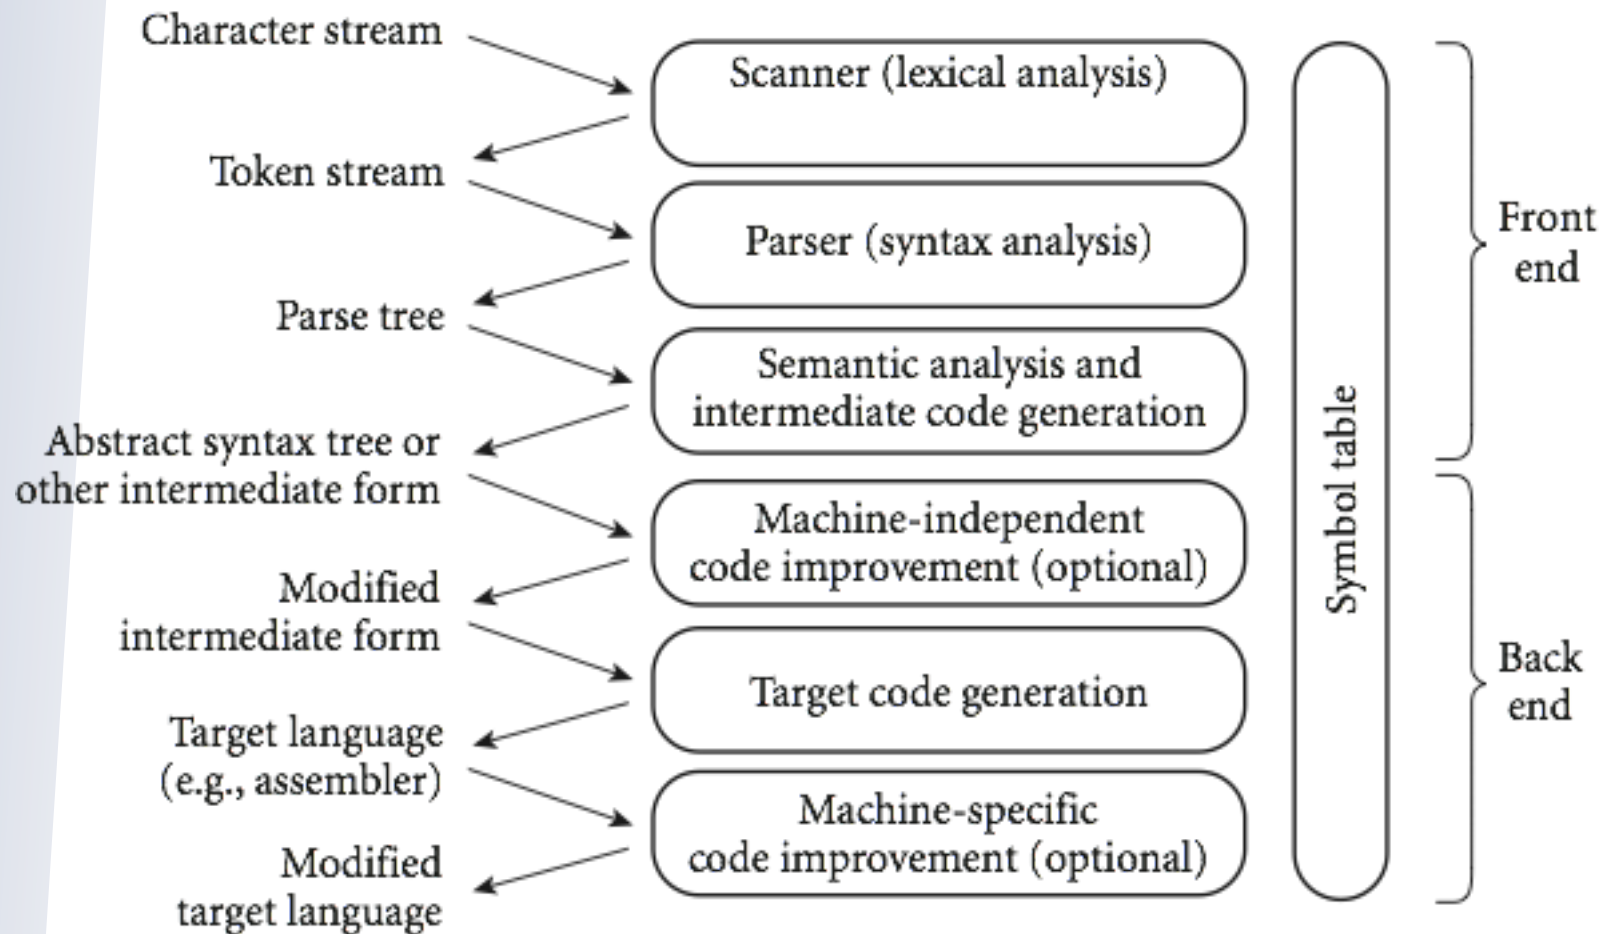 Character stream
Scanner (lexical analysis)
Token stream
Parser (syntax analysis)
Parse tree
Semantic analysis and
intermediate code generation
Abstract syntax tree or
other intermediate form
Machine-independent
code improvement (optional)
Modified
intermediate form
Target code generation
Target language
(e.g., assembler)
Machine-specific
code improvement (optional)
Modified
target language
Symbol table
Front
end
Back
end